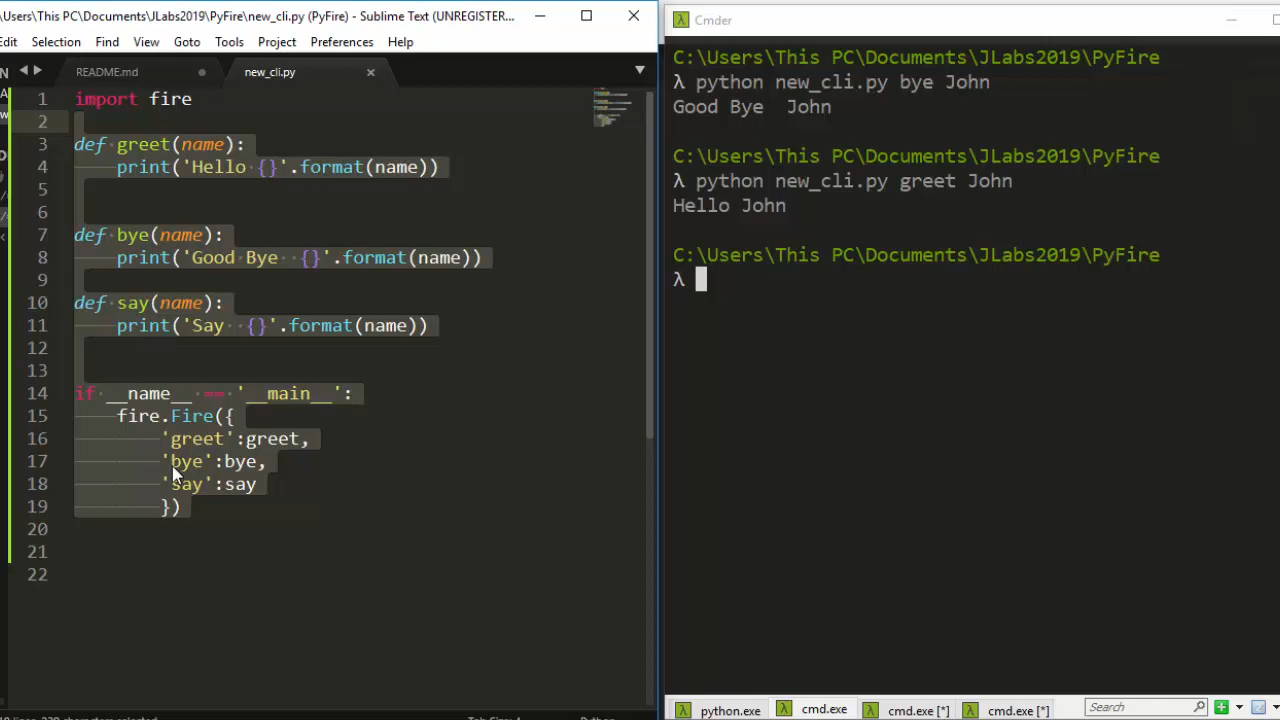 \Users\This PC\Documents\JLabs2019\PyFire\new_cli.py (PyFire) - Sublime Text (UNREGISTER...
Edit Selection Find View Goto Tools Project Preferences Help
README.md new_cli.py
1 import fire
2
3 def greet(name):
4 print('Hello {}'.format(name))
5
6
7 def bye(name):
8 print('Good Bye  {}'.format(name))
9
10 def say(name):
11 print('Say  {}'.format(name))
12
13
14 if __name__ == '__main__':
15 fire.Fire({
16 'greet':greet,
17 'bye':bye,
18 'say':say
19 })
20
21
22
Cmder
C:\Users\This PC\Documents\JLabs2019\PyFire
λ python new_cli.py bye John
Good Bye  John
C:\Users\This PC\Documents\JLabs2019\PyFire
λ python new_cli.py greet John
Hello John
C:\Users\This PC\Documents\JLabs2019\PyFire
λ
python.exe cmd.exe cmd.exe [*] cmd.exe [*] Search